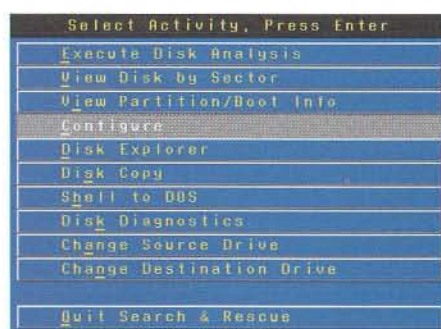 Select Activity, Press Enter
Execute Disk Analysis
View Disk by Sector
View Partition/Boot Info
Configure
Disk Explorer
Disk Copy
Shell to DOS
Disk Diagnostics
Change Source Drive
Change Destination Drive
Quit Search & Rescue